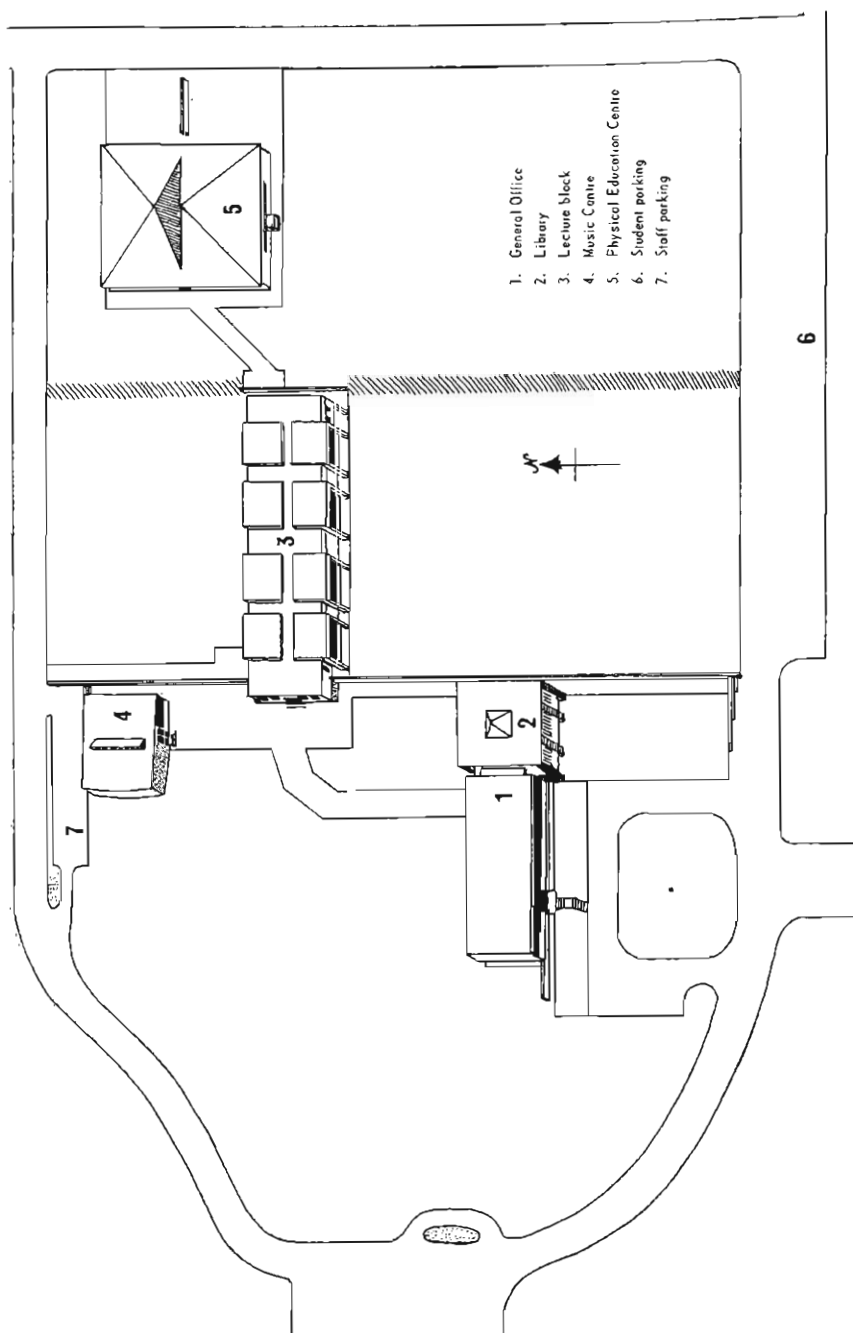 1. General Office
2. Library
3. Lecture block
4. Music Centre
5. Physical Education Centre
6. Student parking
7. Staff parking
5
6
N
3
4
2
1
7